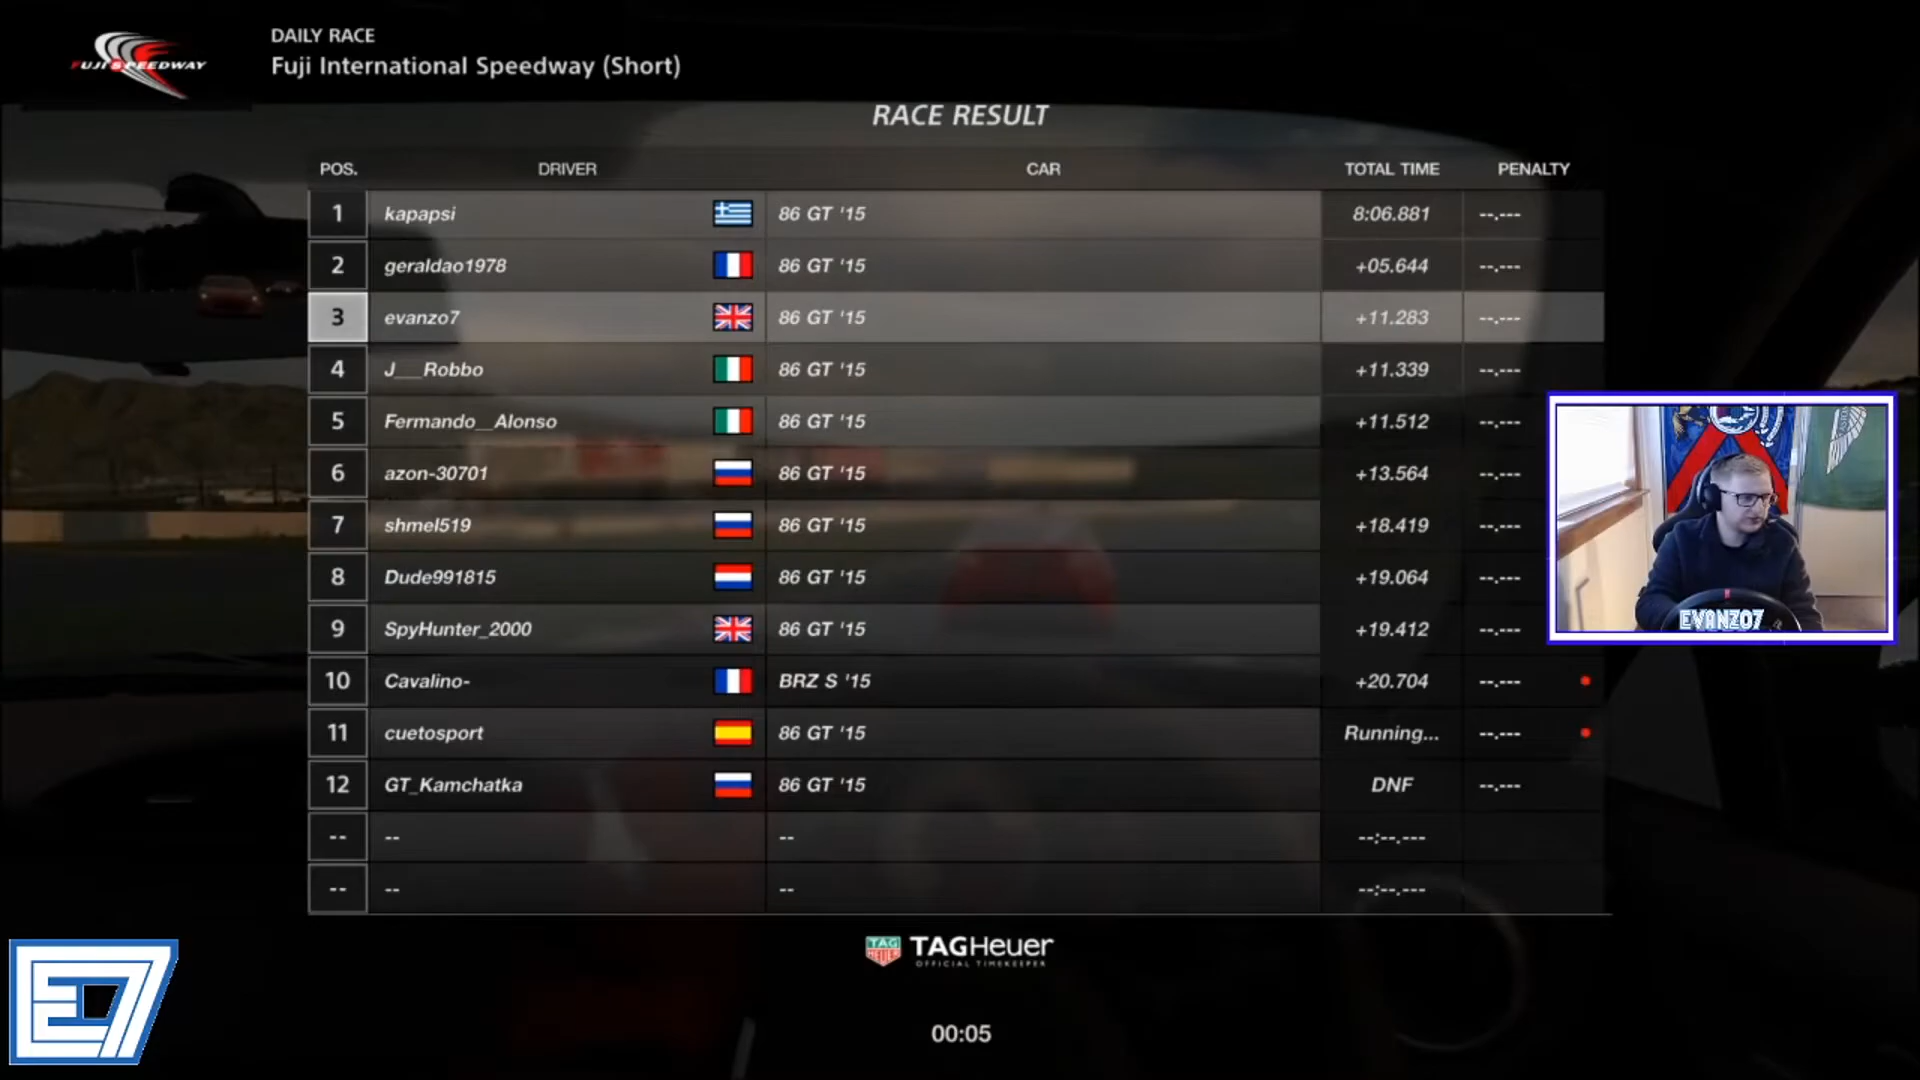 FUJI SPEEDWAY
DAILY RACE
Fuji International Speedway (Short)
RACE RESULT
POS. DRIVER CAR TOTAL TIME PENALTY
1 kapapsi 86 GT '15 8:06.881 --.---
2 geraldao1978 86 GT '15 +05.644 --.---
3 evanzo7 86 GT '15 +11.283 --.---
4 J___Robbo 86 GT '15 +11.339 --.---
5 Fermando__Alonso 86 GT '15 +11.512 --.---
6 azon-30701 86 GT '15 +13.564 --.---
7 shmel519 86 GT '15 +18.419 --.---
8 Dude991815 86 GT '15 +19.064 --.---
9 SpyHunter_2000 86 GT '15 +19.412 --.---
10 Cavalino- BRZ S '15 +20.704 --.---
11 cuetosport 86 GT '15 Running... --.---
12 GT_Kamchatka 86 GT '15 DNF --.---
-- -- -- --:--.---
-- -- -- --:--.---
EVANZO7
TAG HEUER TAGHeuer
OFFICIAL TIMEKEEPER
00:05
E7